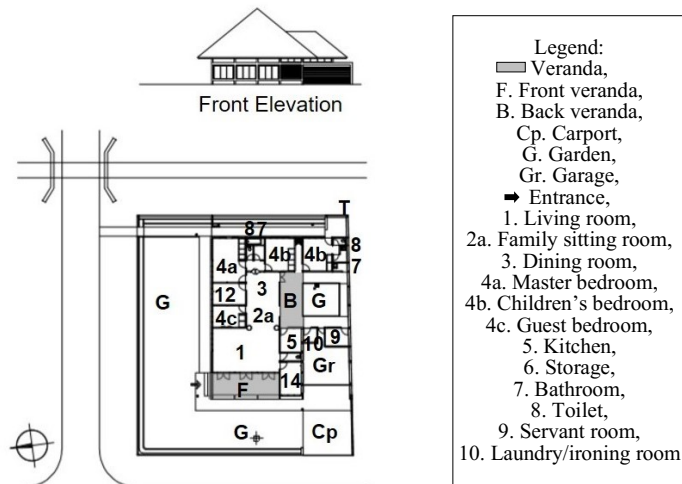 Front Elevation
T
87
8
4a
4b
4b
7
3
G
12
B
G
4c
2a
5
10
9
1
Gr
14
F
G
Cp
Legend:
Veranda,
F. Front veranda,
B. Back veranda,
Cp. Carport,
G. Garden,
Gr. Garage,
➡ Entrance,
1. Living room,
2a. Family sitting room,
3. Dining room,
4a. Master bedroom,
4b. Children’s bedroom,
4c. Guest bedroom,
5. Kitchen,
6. Storage,
7. Bathroom,
8. Toilet,
9. Servant room,
10. Laundry/ironing room